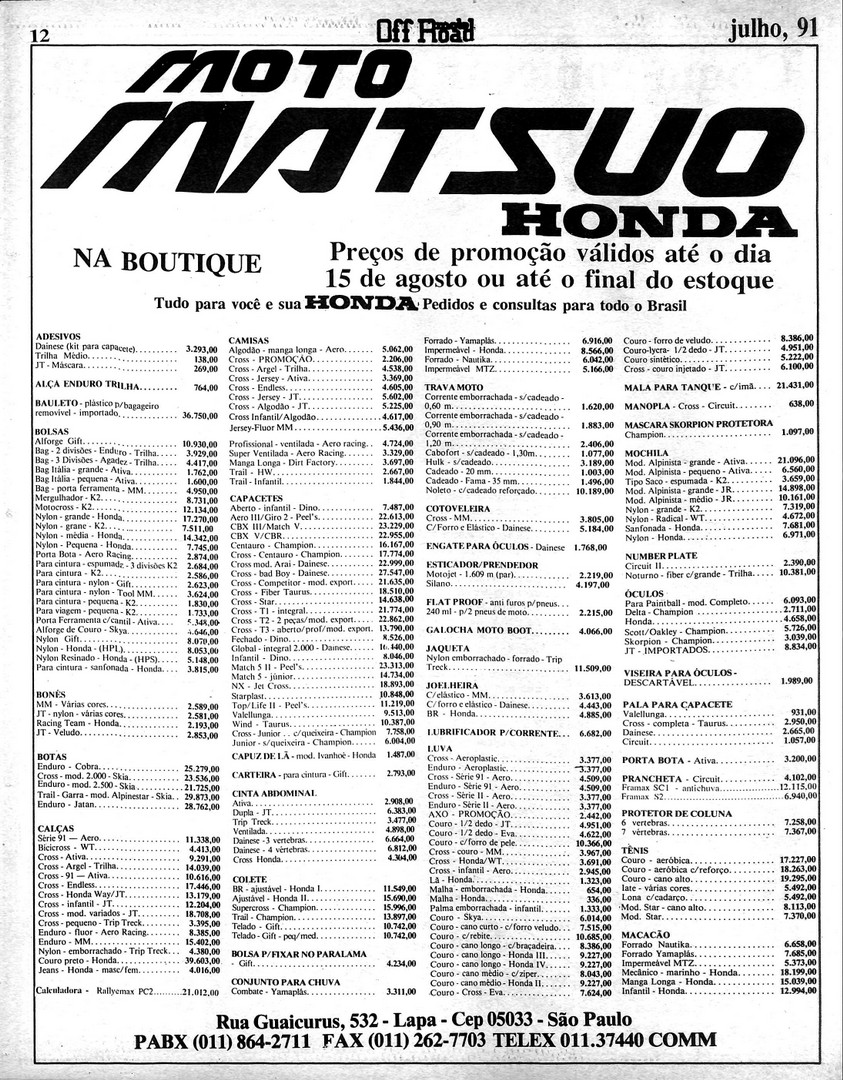 12
Off Road
julho, 91
MOTO
MATSUO
HONDA
NA BOUTIQUE
Preços de promoção válidos até o dia
15 de agosto ou até o final do estoque
Tudo para você e sua HONDA. Pedidos e consultas para todo o Brasil
ADESIVOS
Dainese (kit para capacete).......... 3.293,00
Trilha Médio.......... 138,00
JT - Máscara.......... 269,00
ALÇA ENDURO TRILHA.......... 764,00
BAULETO - plástico p/bagageiro
removível - importado.......... 36.750,00
BOLSAS
Alforge Gift.......... 10.930,00
Bag - 2 divisões - Enduro - Trilha.. 3.929,00
Bag - 3 Divisões - Agadez - Trilha.. 4.417,00
Bag Itália - grande - Ativa.......... 1.762,00
Bag Itália - pequena - Ativa.......... 1.600,00
Bag - porta ferramenta - MM.......... 4.950,00
Mergulhador - K2.......... 8.731,00
Motocross - K2.......... 12.134,00
Nylon - grande - Honda.......... 17.270,00
Nylon - grane - K2.......... 7.511,00
Nylon - média - Honda.......... 14.342,00
Nylon - Pequena - Honda.......... 7.745,00
Porta Bota - Aero Racing.......... 2.874,00
Para cintura - espumade - 3 divisões K2 2.684,00
Para cintura - K2.......... 2.586,00
Para cintura - nylon - Gift.......... 2.623,00
Para cintura - nylon - Tool MM.......... 3.624,00
Para cintura - pequena - K2.......... 1.830,00
Para viagem - pequena - K2.......... 1.733,00
Porta Ferramenta c/cantil - Ativa.... 5.348,00
Alforge de Couro - Skya.......... 4.646,00
Nylon Gift.......... 8.070,00
Nylon - Honda - (HPL).......... 8.053,00
Nylon Resinado - Honda - (HPS).......... 5.148,00
Para cintura - sanfonada - Honda.... 3.815,00
BONÉS
MM - Várias cores.......... 2.589,00
JT - nylon - várias cores.......... 2.581,00
Racing Team - Honda.......... 2.193,00
JT - Veludo.......... 2.853,00
BOTAS
Enduro - Cobra.......... 25.279,00
Cross - mod. 2.000 - Skia.......... 23.536,00
Enduro - mod. 2.500 - Skia.......... 21.725,00
Trail - Garra - mod. Alpinestar - Skia.. 29.873,00
Enduro - Jatan.......... 28.762,00
CALÇAS
Série 91 — Aero.......... 11.338,00
Bicicross - WT.......... 4.413,00
Cross - Ativa.......... 9.291,00
Cross - Argel - Trilha.......... 14.039,00
Cross - 91 — Ativa.......... 10.616,00
Cross - Endless.......... 17.446,00
Cross - Honda Way/JT.......... 13.179,00
Cross - infantil - JT.......... 12.204,00
Cross - mod. variados - JT.......... 18.708,00
Cross - pequeno - Trip Treck.......... 3.395,00
Enduro - fluor - Aero Racing.......... 8.385,00
Enduro - MM.......... 15.402,00
Nylon - emborrachado - Trip Treck... 4.380,00
Couro preto - Honda.......... 39.603,00
Jeans - Honda - masc/fem.......... 4.016,00
Calculadora - Rallyemax PC2.......... 21.012,00
CAMISAS
Algodão - manga longa - Aero.......... 5.062,00
Cross - PROMOÇÃO.......... 2.206,00
Cross - Argel - Trilha.......... 4.538,00
Cross - Jersey - Ativa.......... 3.369,00
Cross - Endless.......... 4.605,00
Cross - Jersey - JT.......... 5.602,00
Cross - Algodão - JT.......... 5.225,00
Cross Infantil/Algodão.......... 4.617,00
Jersey-Fluor MM.......... 5.436,00
Profissional - ventilada - Aero racing.. 4.724,00
Super Ventilada - Aero Racing.......... 3.329,00
Manga Longa - Dirt Factory.......... 3.697,00
Trail - HW.......... 2.667,00
Trail - Infantil.......... 1.844,00
CAPACETES
Aberto - infantil - Dino.......... 7.487,00
Aero III/Giro 2 - Peel's.......... 22.613,00
CBX III/Match V.......... 23.229,00
CBX V/CBR.......... 22.955,00
Centauro - Champion.......... 16.167,00
Cross - Centauro - Champion.......... 17.774,00
Cross mod. Arai - Dainese.......... 22.999,00
Cross - bad Boy - Dainese.......... 27.547,00
Cross - Competitor - mod. export.... 21.635,00
Cross - Fiber Taurus.......... 18.510,00
Cross - Star.......... 14.638,00
Cross - T1 - integral.......... 21.774,00
Cross - T2 - 2 peças/mod. export.... 22.862,00
Cross - T3 - aberto/prof/mod. export. 13.790,00
Fechado - Dino.......... 8.526,00
Global - integral 2.000 - Dainese.... 16.440,00
Infantil - Dino.......... 8.046,00
Match 5 II - Peel's.......... 23.313,00
Match 5 - júnior.......... 14.734,00
NX - Jet Cross.......... 18.893,00
Starplast.......... 10.848,00
Top/Life II - Peel's.......... 11.219,00
Vallelunga.......... 9.513,00
Wind - Taurus.......... 10.387,00
Cross - Junior .. c/queixeira - Champion 7.758,00
Junior - s/queixeira - Champion.......... 6.004,00
CAPUZ DE LÃ - mod. Ivanhoè - Honda 1.487,00
CARTEIRA - para cintura - Gift.......... 2.793,00
CINTA ABDOMINAL
Ativa.......... 2.908,00
Dupla - JT.......... 6.383,00
Trip Treck.......... 3.477,00
Ventilada.......... 4.898,00
Dainese - 3 vertebras.......... 6.664,00
Dainese - 4 vértebras.......... 6.812,00
Cross Honda.......... 4.304,00
COLETE
BR - ajustável - Honda I.......... 11.549,00
Ajustável - Honda II.......... 15.690,00
Supercross - Champion.......... 15.996,00
Trail - Champion.......... 13.897,00
Telado - Gift.......... 10.742,00
Telado - Gift - peq/med.......... 10.742,00
BOLSA P/FIXAR NO PARALAMA
- Gift.......... 4.234,00
CONJUNTO PARA CHUVA
Combate - Yamaplás.......... 3.311,00
Forrado - Yamaplás.......... 6.916,00
Impermeável - Honda.......... 8.566,00
Forrado - Nautika.......... 6.042,00
Impermeável MTZ.......... 5.166,00
TRAVA MOTO
Corrente emborrachada - s/cadeado -
0,60 m.......... 1.620,00
Corrente emborrachada - s/cadeado -
0,90 m.......... 1.883,00
Corrente emborrachada - s/cadeado -
1,20 m.......... 2.406,00
Cabofort - s/cadeado - 1,30m.......... 1.077,00
Hulk - s/cadeado.......... 3.189,00
Cadeado - 20 mm.......... 1.003,00
Cadeado - Fama - 35 mm.......... 1.496,00
Noleto - c/cadeado reforçado.......... 10.189,00
COTOVELEIRA
Cross - MM.......... 3.805,00
C/Forro e Elástico - Dainese.......... 5.184,00
ENGATE PARA ÓCULOS - Dainese 1.768,00
ESTICADOR/PRENDEDOR
Motojet - 1.609 m (par).......... 2.219,00
Silano.......... 4.197,00
FLAT PROOF - anti furos p/pneus.
240 ml - p/2 pneus de moto.......... 2.215,00
GALOCHA MOTO BOOT.......... 4.066,00
JAQUETA
Nylon emborrachado - forrado - Trip
Treck.......... 11.509,00
JOELHEIRA
C/elástico - MM.......... 3.613,00
C/forro e elástico - Dainese.......... 4.443,00
BR - Honda.......... 4.885,00
LUBRIFICADOR P/CORRENTE... 6.682,00
LUVA
Cross - Aeroplastic.......... 3.377,00
Enduro - Aeroplastic.......... 3.377,00
Cross - Série 91 - Aero.......... 4.509,00
Enduro - Série 91 - Aero.......... 4.509,00
Cross - Série II - Aero.......... 3.377,00
Enduro - Série II - Aero.......... 3.377,00
AXO - PROMOÇÃO.......... 2.442,00
Couro - 1/2 dedo - JT.......... 4.951,00
Couro - 1/2 dedo - Eva.......... 4.622,00
Couro - c/forro de pele.......... 10.366,00
Cross - couro - MM.......... 3.967,00
Cross - Honda/WT.......... 3.691,00
Cross - infantil - Aero.......... 2.945,00
Lã - Honda.......... 1.323,00
Malha - emborrachada - Honda.......... 654,00
Malha - Honda.......... 336,00
Palma emborrachada - infantil.......... 1.333,00
Couro - Skya.......... 6.014,00
Couro - cano curto - c/forro veludo... 7.515,00
Couro - c/rebite.......... 10.685,00
Couro - cano longo - c/braçadeira.... 8.386,00
Couro - cano longo - Honda III.......... 9.227,00
Couro - cano longo - Honda IV.......... 9.227,00
Couro - cano mèdio - c/ziper.......... 8.043,00
Couro - cano mèdio - Honda II.......... 9.227,00
Couro - Cross - Eva.......... 7.624,00
Couro - forro de veludo.......... 8.386,00
Couro-lycra- 1/2 dedo - JT.......... 4.951,00
Couro sintético.......... 5.222,00
Cross - couro injetado - JT.......... 6.100,00
MALA PARA TANQUE - c/imã.... 21.431,00
MANOPLA - Cross - Circuit.......... 638,00
MASCARA SKORPION PROTETORA
Champion.......... 1.097,00
MOCHILA
Mod. Alpinista - grande - Ativa.......... 21.096,00
Mod. Alpinista - pequeno - Ativa.... 6.560,00
Tipo Saco - espumada - K2.......... 3.659,00
Mod. Alpinista - grande - JR.......... 14.898,00
Mod. Alpinista - mèdio - JR.......... 10.161,00
Nylon - grande - K2.......... 7.319,00
Nylon - Radical - WT.......... 4.672,00
Sanfonada - Honda.......... 7.681,00
Nylon - Honda.......... 6.971,00
NUMBER PLATE
Circuit II.......... 2.390,00
Noturno - fiber c/grande - Trilha.... 10.381,00
ÓCULOS
Para Paintball - mod. Completo.......... 6.093,00
Delta - Champion.......... 2.711,00
Honda.......... 4.658,00
Scott/Oakley - Champion.......... 5.726,00
Skorpion - Champion.......... 3.039,00
JT - IMPORTADOS.......... 8.834,00
VISEIRA PARA ÓCULOS -
DESCARTÁVEL.......... 1.989,00
PALA PARA CAPACETE
Vallelunga.......... 931,00
Cross - completa - Taurus.......... 2.950,00
Dainese.......... 2.665,00
Circuit.......... 1.057,00
PORTA BOTA - Ativa.......... 3.200,00
PRANCHETA - Circuit.......... 4.102,00
Framax SC1 - antichuva.......... 12.115,00
Framax S2.......... 6.940,00
PROTETOR DE COLUNA
6 vértebras.......... 7.258,00
7 vértebras.......... 7.367,00
TÊNIS
Couro - aeróbica.......... 17.227,00
Couro - aeróbica c/reforço.......... 18.263,00
Couro - cano alto.......... 19.295,00
Iate - várias cores.......... 5.492,00
Lona c/cadarço.......... 5.492,00
Mod. Star - cano alto.......... 8.113,00
Mod. Star.......... 7.370,00
MACACÃO
Forrado Nautika.......... 6.658,00
Forrado Yamaplás.......... 7.685,00
Impermeável MTZ.......... 5.373,00
Mecânico - marinho - Honda.......... 18.199,00
Manga Longa - Honda.......... 15.039,00
Infantil - Honda.......... 12.994,00
Rua Guaicurus, 532 - Lapa - Cep 05033 - São Paulo
PABX (011) 864-2711 FAX (011) 262-7703 TELEX 011.37440 COMM